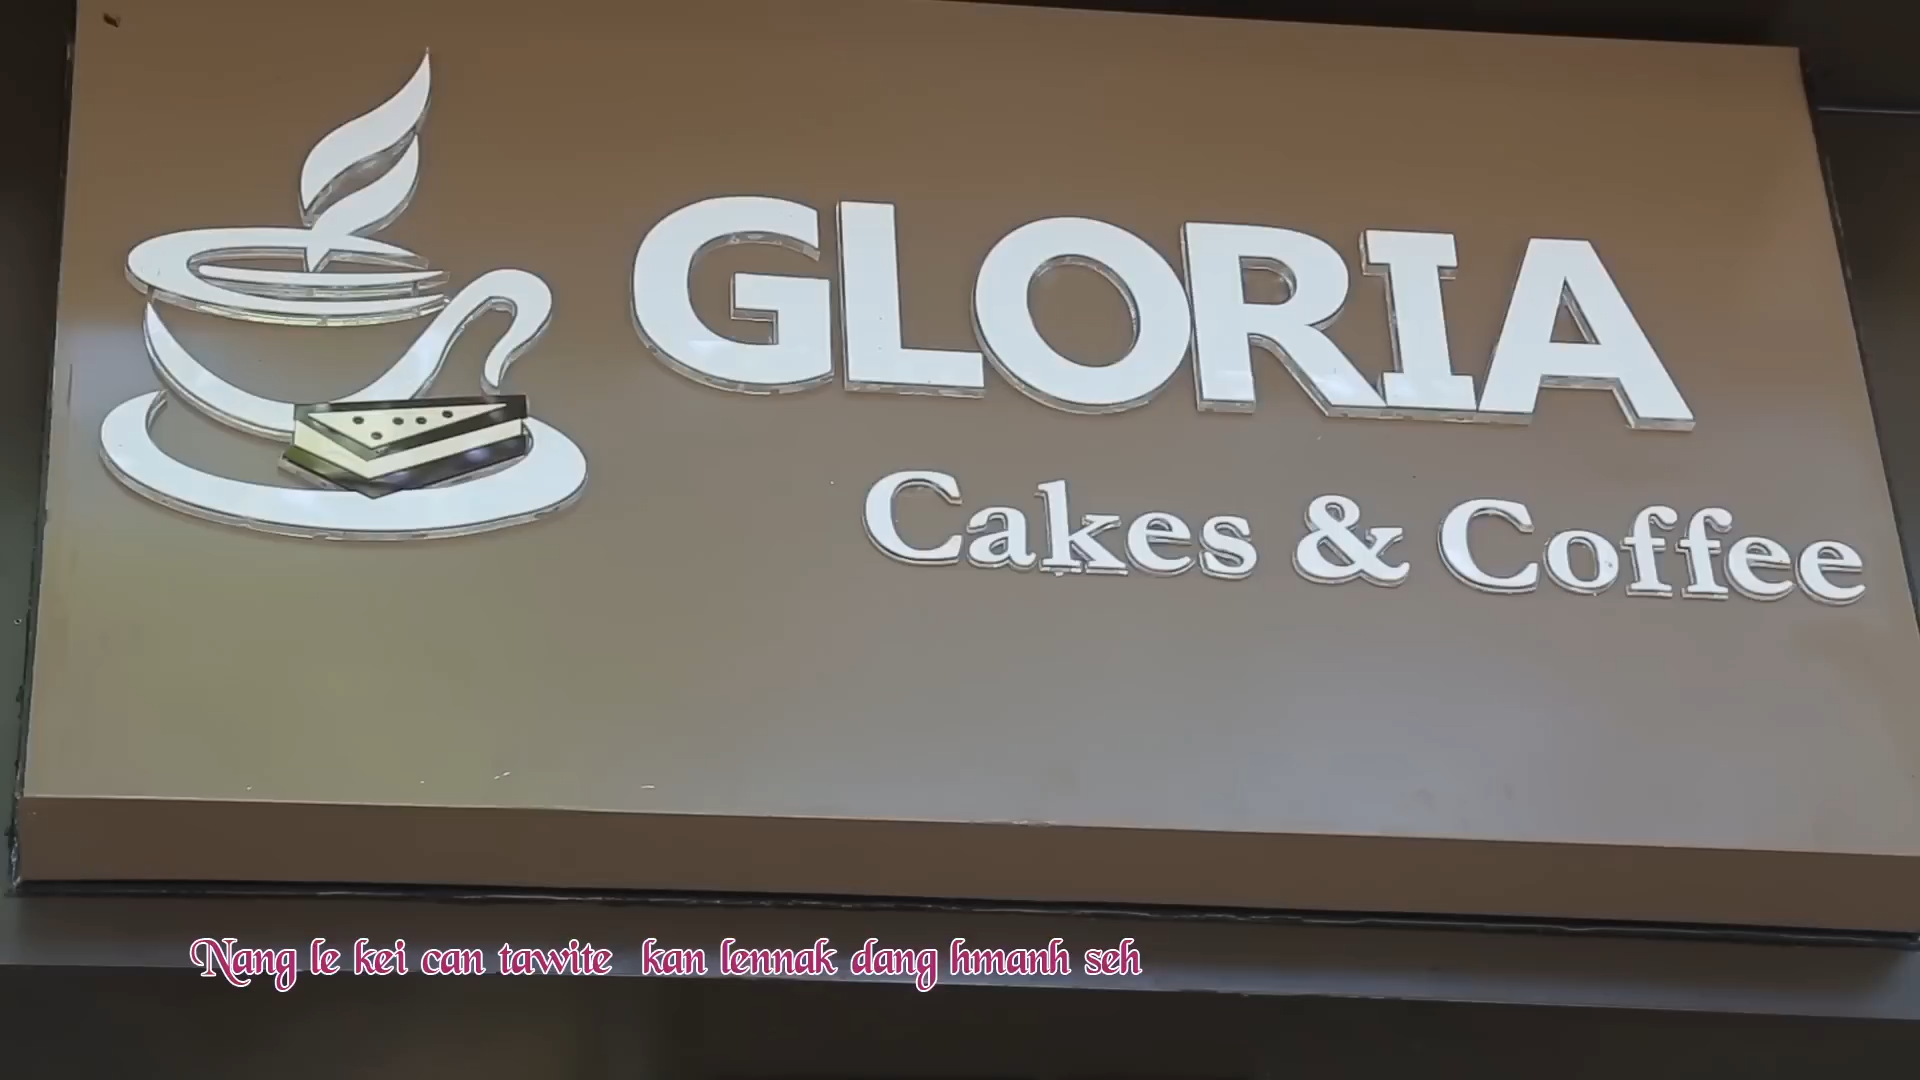 GLORIA
Cakes & Coffee
Nang le kei can tawite kan lennak dang hmanh seh